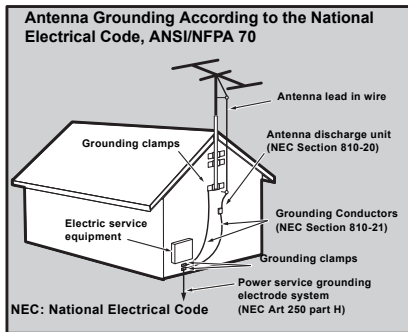 Antenna Grounding According to the National
Electrical Code, ANSI/NFPA 70
Antenna lead in wire
Grounding clamps
Antenna discharge unit
(NEC Section 810-20)
Electric service
equipment
Grounding Conductors
(NEC Section 810-21)
Grounding clamps
Power service grounding
electrode system
(NEC Art 250 part H)
NEC: National Electrical Code